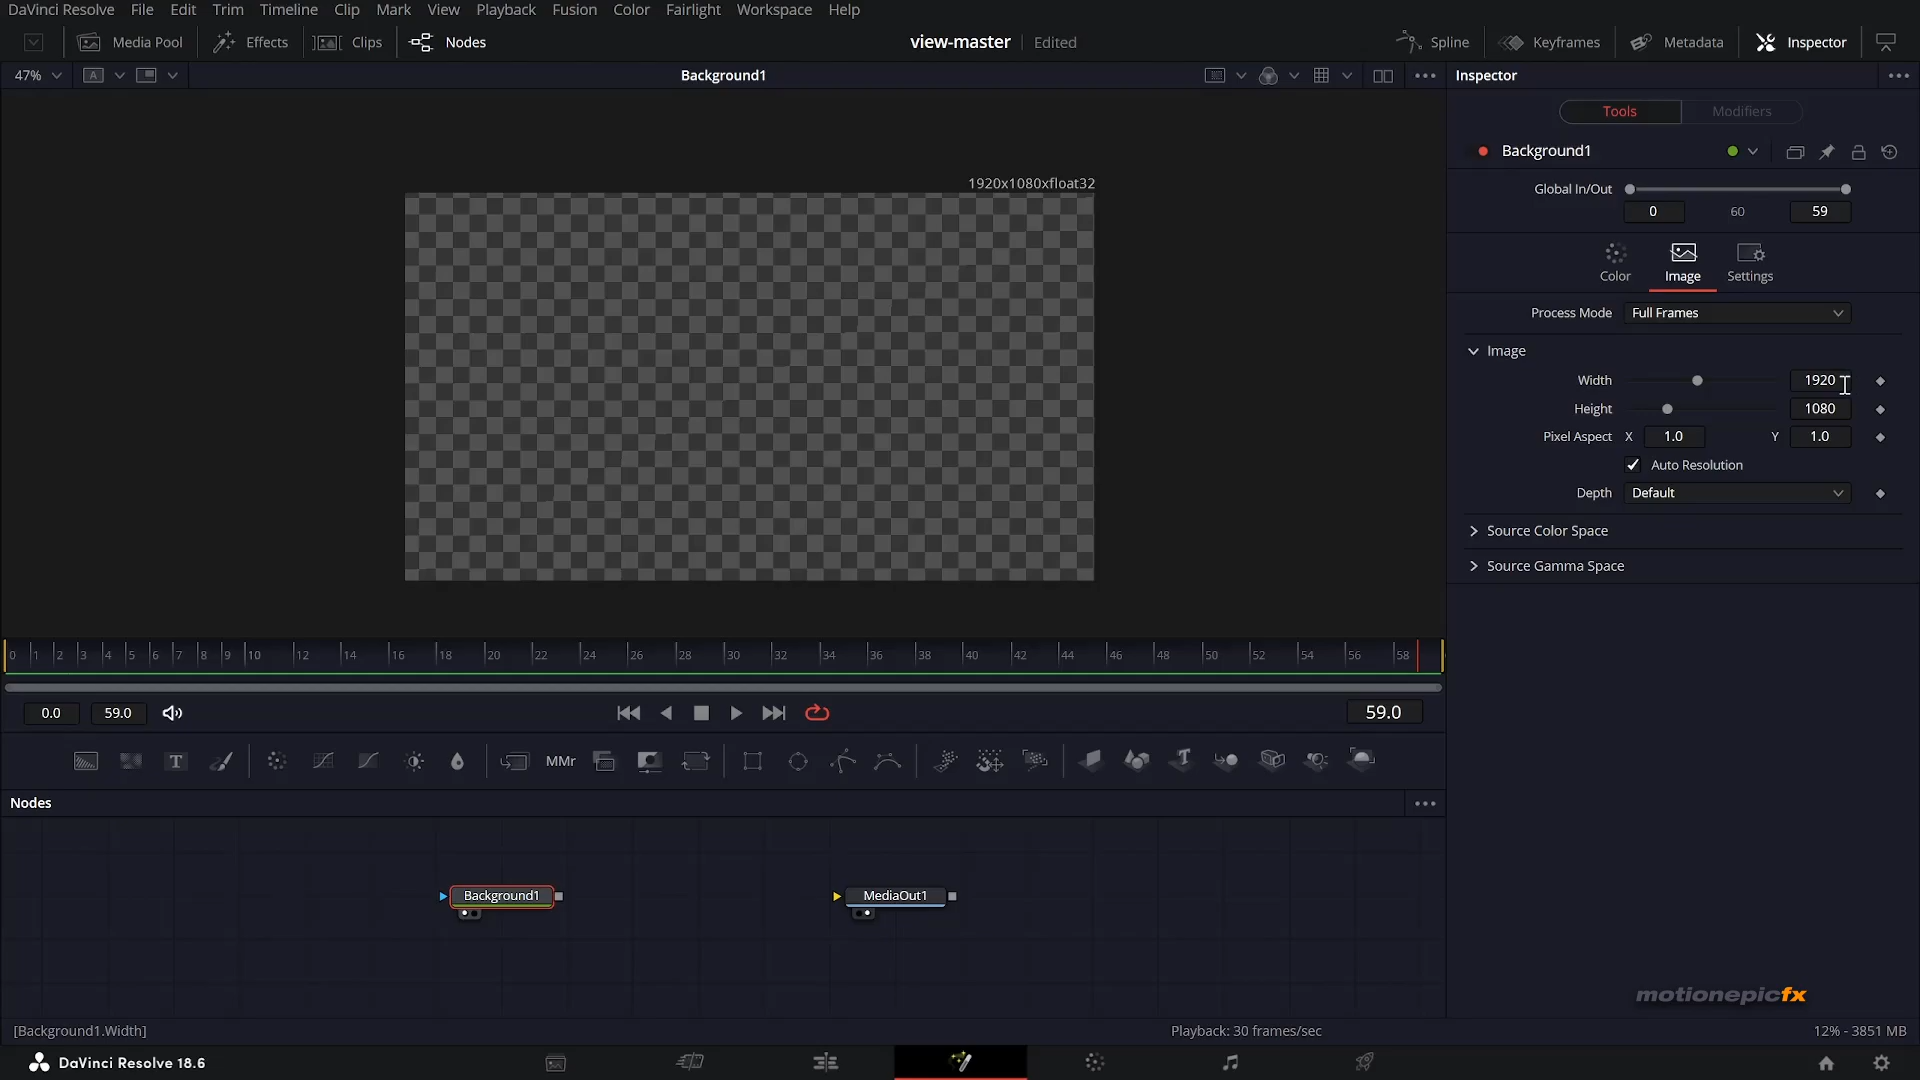 DaVinci Resolve File Edit Trim Timeline Clip Mark View Playback Fusion Color Fairlight Workspace Help
Media Pool Effects Clips Nodes view-master Edited Spline Keyframes Metadata Inspector
47% A Background1 Inspector
Tools Modifiers
Background1
1920x1080xfloat32
Global In/Out
0 60 59
Color Image Settings
Process Mode Full Frames
Image
Width 1920
Height 1080
Pixel Aspect X 1.0 Y 1.0
Auto Resolution
Depth Default
Source Color Space
Source Gamma Space
0 1 2 3 4 5 6 7 8 9 10 12 14 16 18 20 22 24 26 28 30 32 34 36 38 40 42 44 46 48 50 52 54 56 58
0.0 59.0 59.0
T MMr T
Nodes
Background1 MediaOut1
motionepicfx
[Background1.Width] Playback: 30 frames/sec 12% - 3851 MB
DaVinci Resolve 18.6